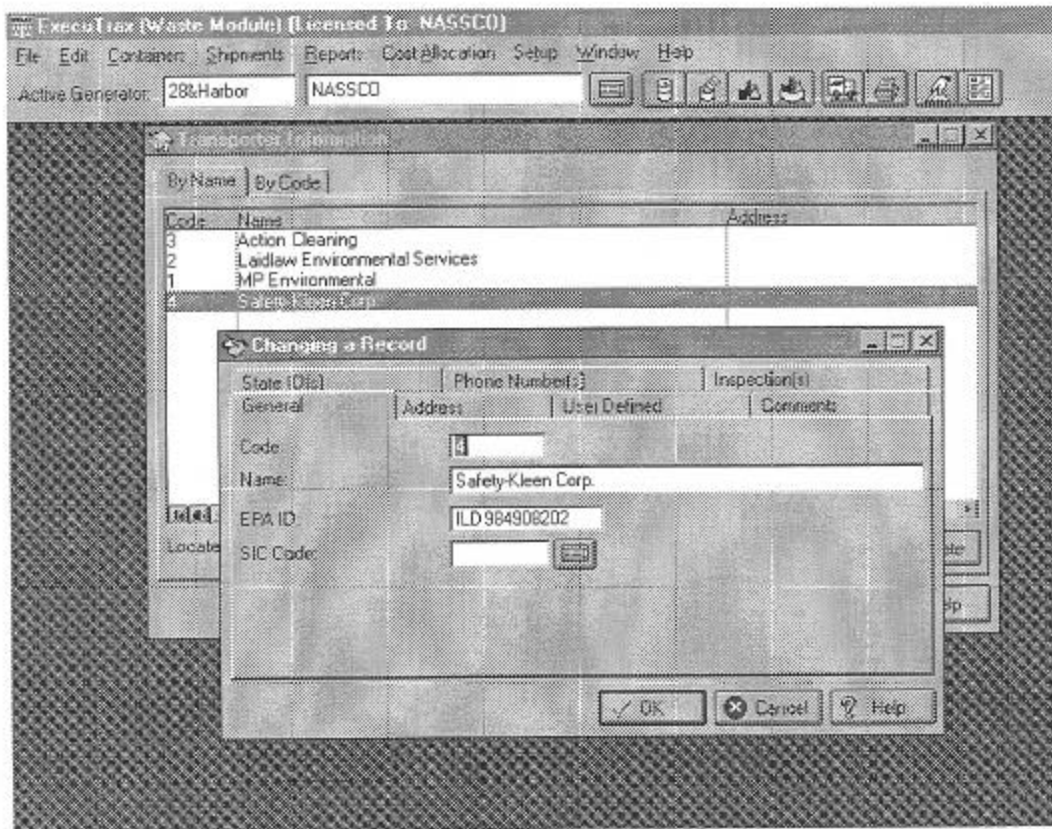 ExecuTrax (Waste Module) (Licensed To: NASSCO)
File Edit Containers Shipments Reports Cost Allocation Setup Window Help
Active Generator: 28&Harbor NASSCO
Transporter Information
By Name By Code
Code Name Address
3 Action Cleaning
2 Laidlaw Environmental Services
1 MP Environmental
4 Safety-Kleen Corp.
Changing a Record
State ID(s) Phone Number(s) Inspection(s)
General Address User Defined Comments
Code: 4
Name: Safety-Kleen Corp.
EPA ID: ILD984908202
SIC Code:
Locate
OK Cancel Help